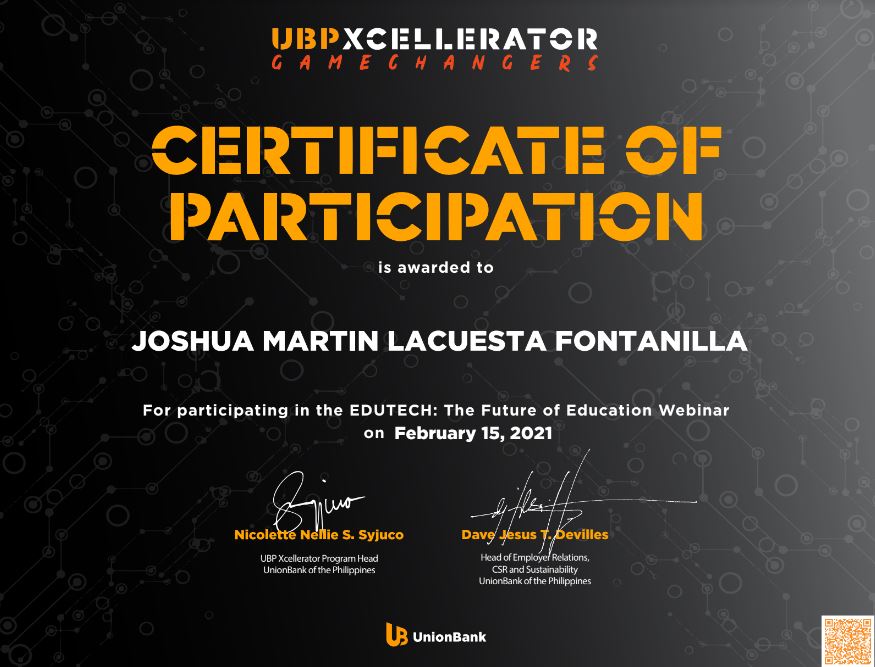 UBPXCELLERATOR
GAMECHANGERS
CERTIFICATE OF
PARTICIPATION
is awarded to
JOSHUA MARTIN LACUESTA FONTANILLA
For participating in the EDUTECH: The Future of Education Webinar
on February 15, 2021
Nicolette Nellie S. Syjuco
UBP Xcellerator Program Head
UnionBank of the Philippines
Dave Jesus T. Devilles
Head of Employer Relations,
CSR and Sustainability
UnionBank of the Philippines
UB UnionBank